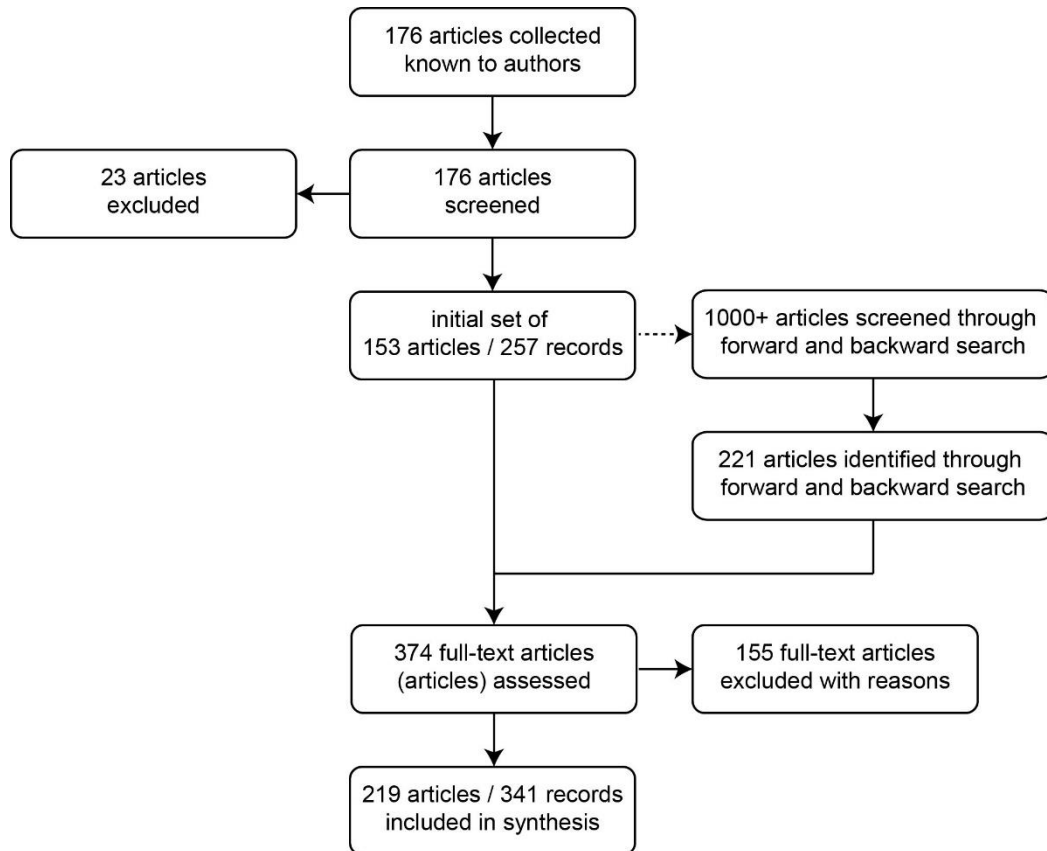 176 articles collected
known to authors
23 articles
excluded
176 articles
screened
initial set of
153 articles / 257 records
1000+ articles screened through
forward and backward search
221 articles identified through
forward and backward search
374 full-text articles
(articles) assessed
155 full-text articles
excluded with reasons
219 articles / 341 records
included in synthesis